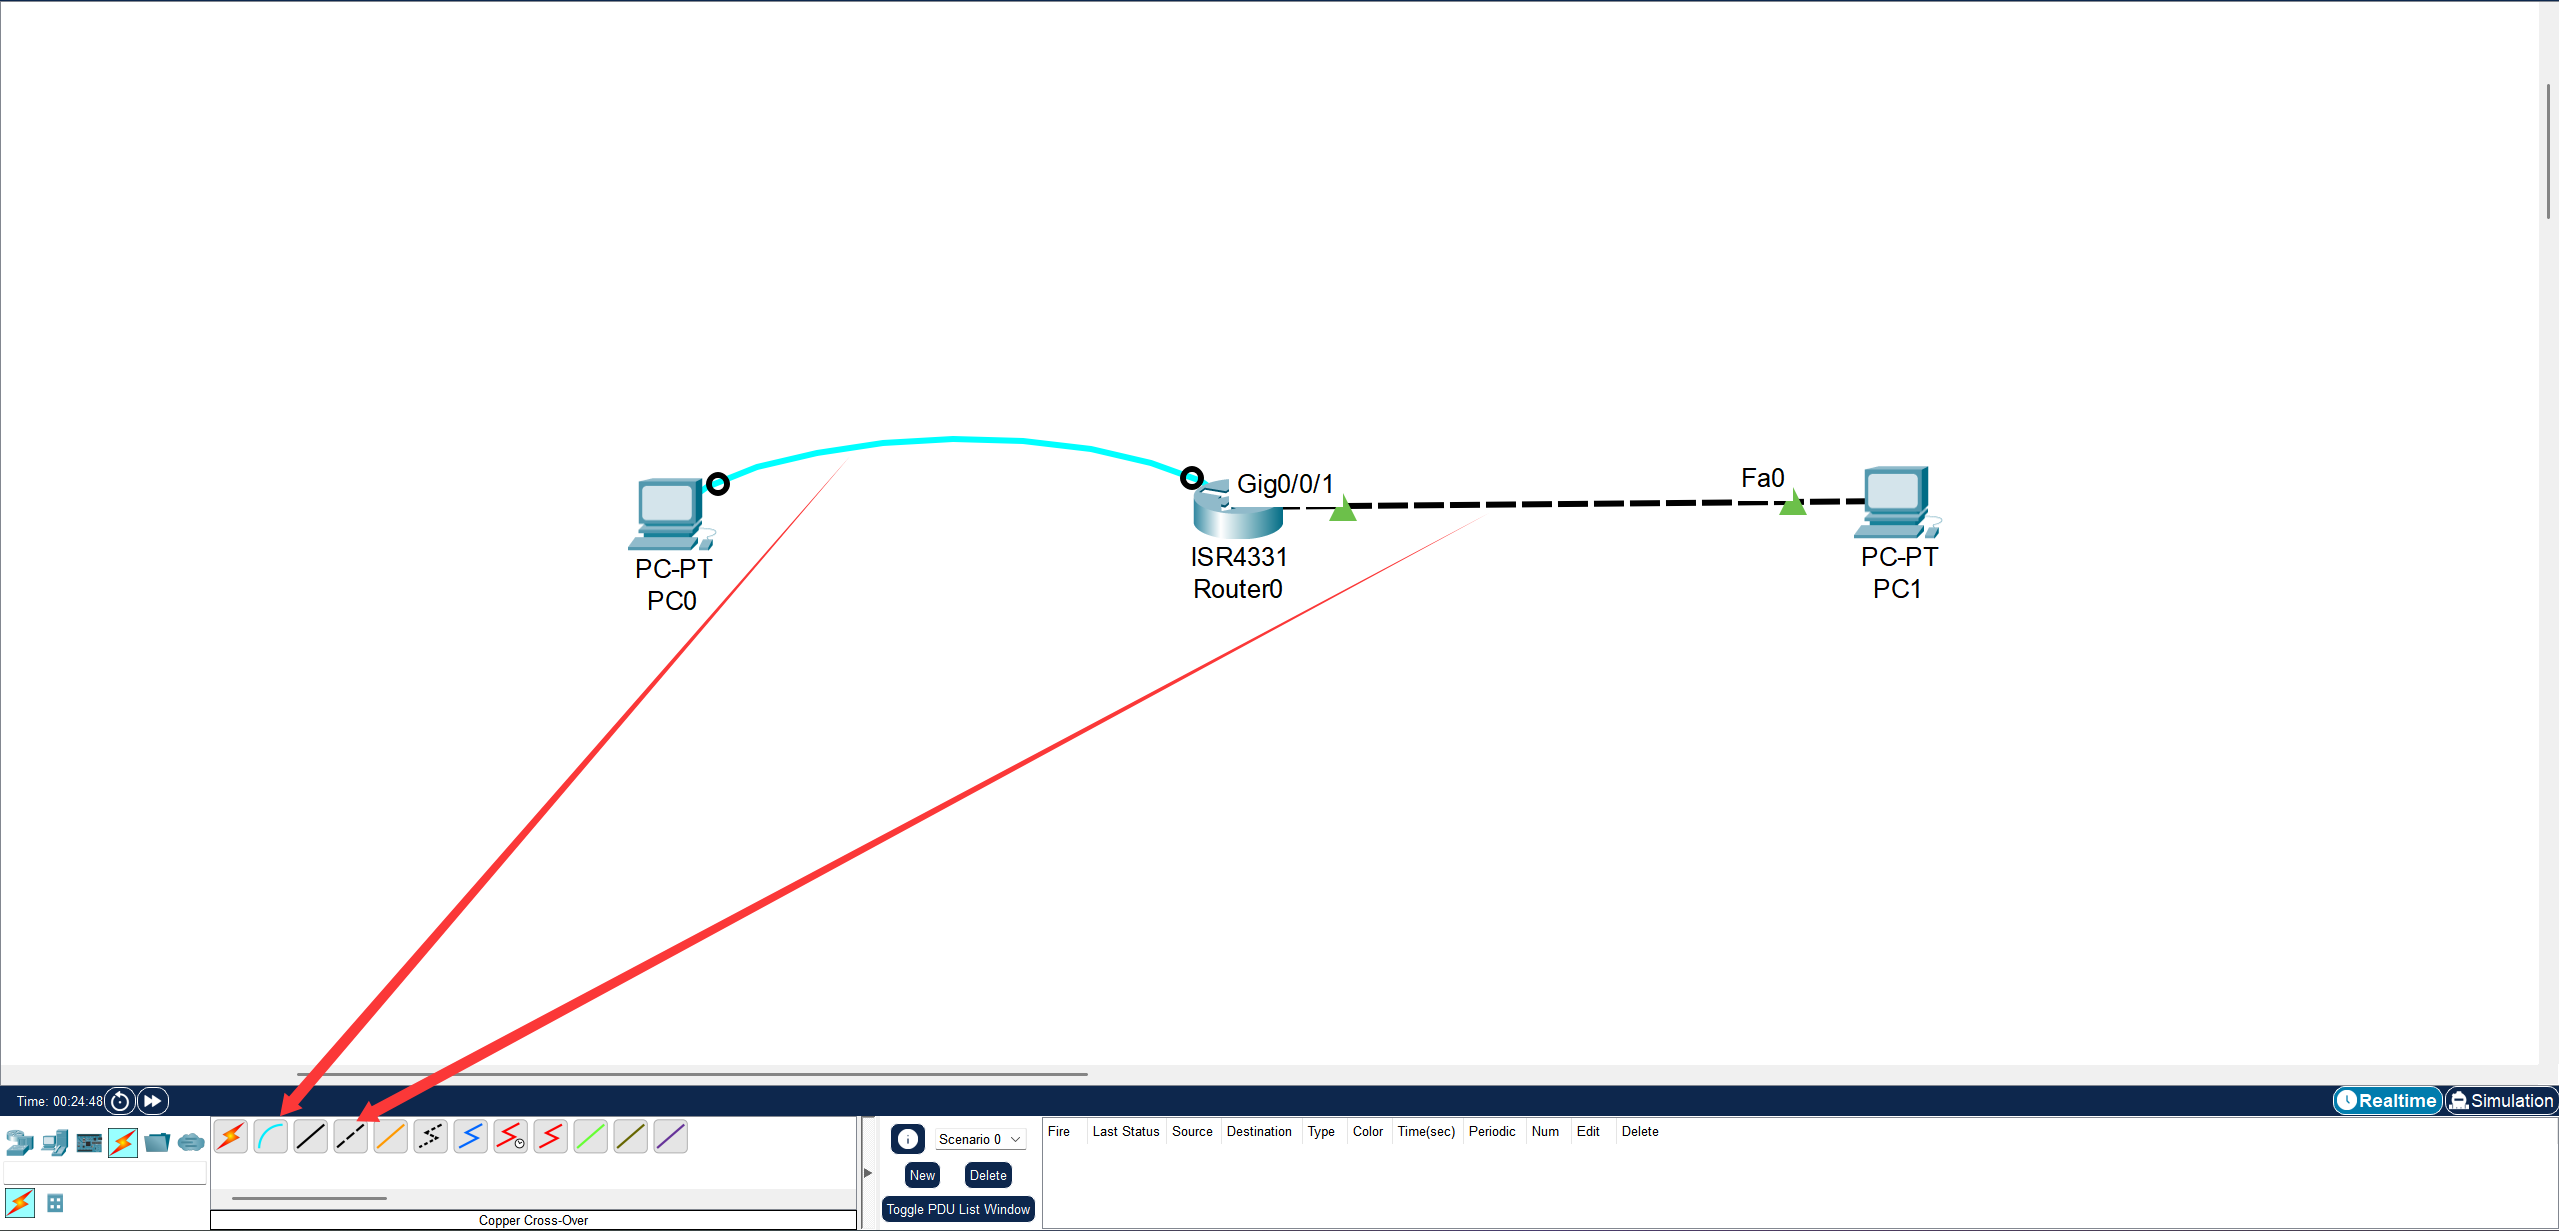 Gig0/0/1
Fa0
PC-PT
PC0
ISR4331
Router0
PC-PT
PC1
Time: 00:24:48
Realtime
Simulation
Scenario 0
New
Delete
Toggle PDU List Window
Fire Last Status Source Destination Type Color Time(sec) Periodic Num Edit Delete
Copper Cross-Over